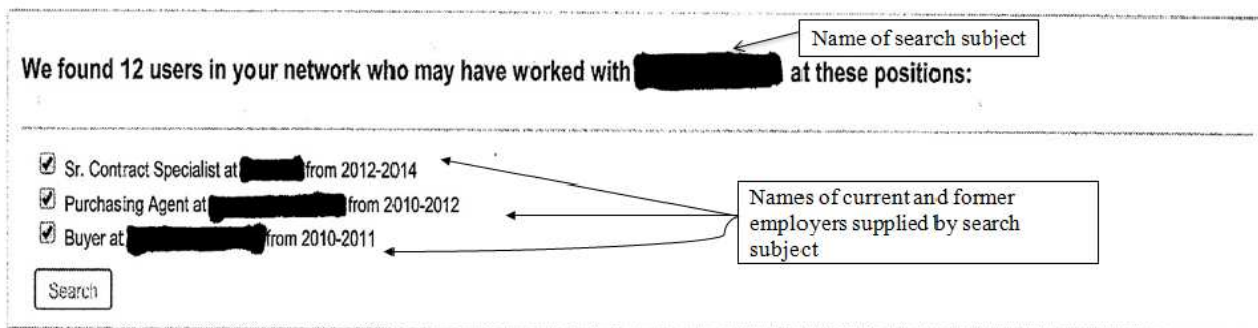 Name of search subject
We found 12 users in your network who may have worked with at these positions:
Sr. Contract Specialist at from 2012-2014
Purchasing Agent at from 2010-2012
Buyer at from 2010-2011
Names of current and former
employers supplied by search
subject
Search